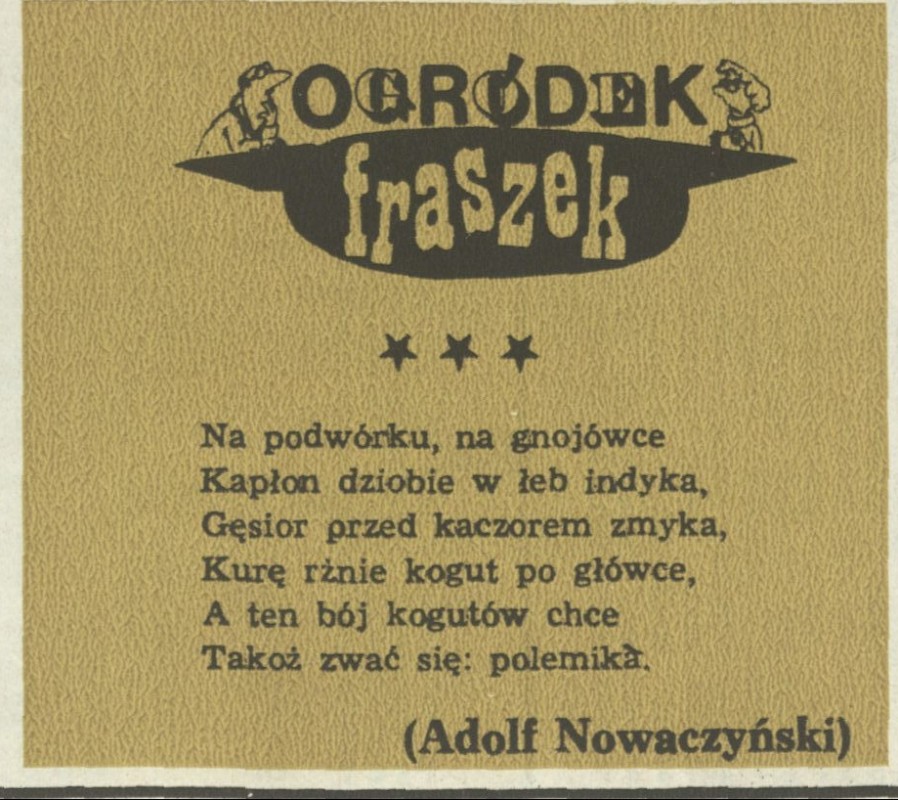 OGRÓDEK
fraszek
★ ★ ★
Na podwórku, na gnojówce
Kapłon dziobie w łeb indyka,
Gęsior przed kaczorem zmyka,
Kurę rżnie kogut po główce,
A ten bój kogutów chce
Takoż zwać się: polemika.
(Adolf Nowaczyński)